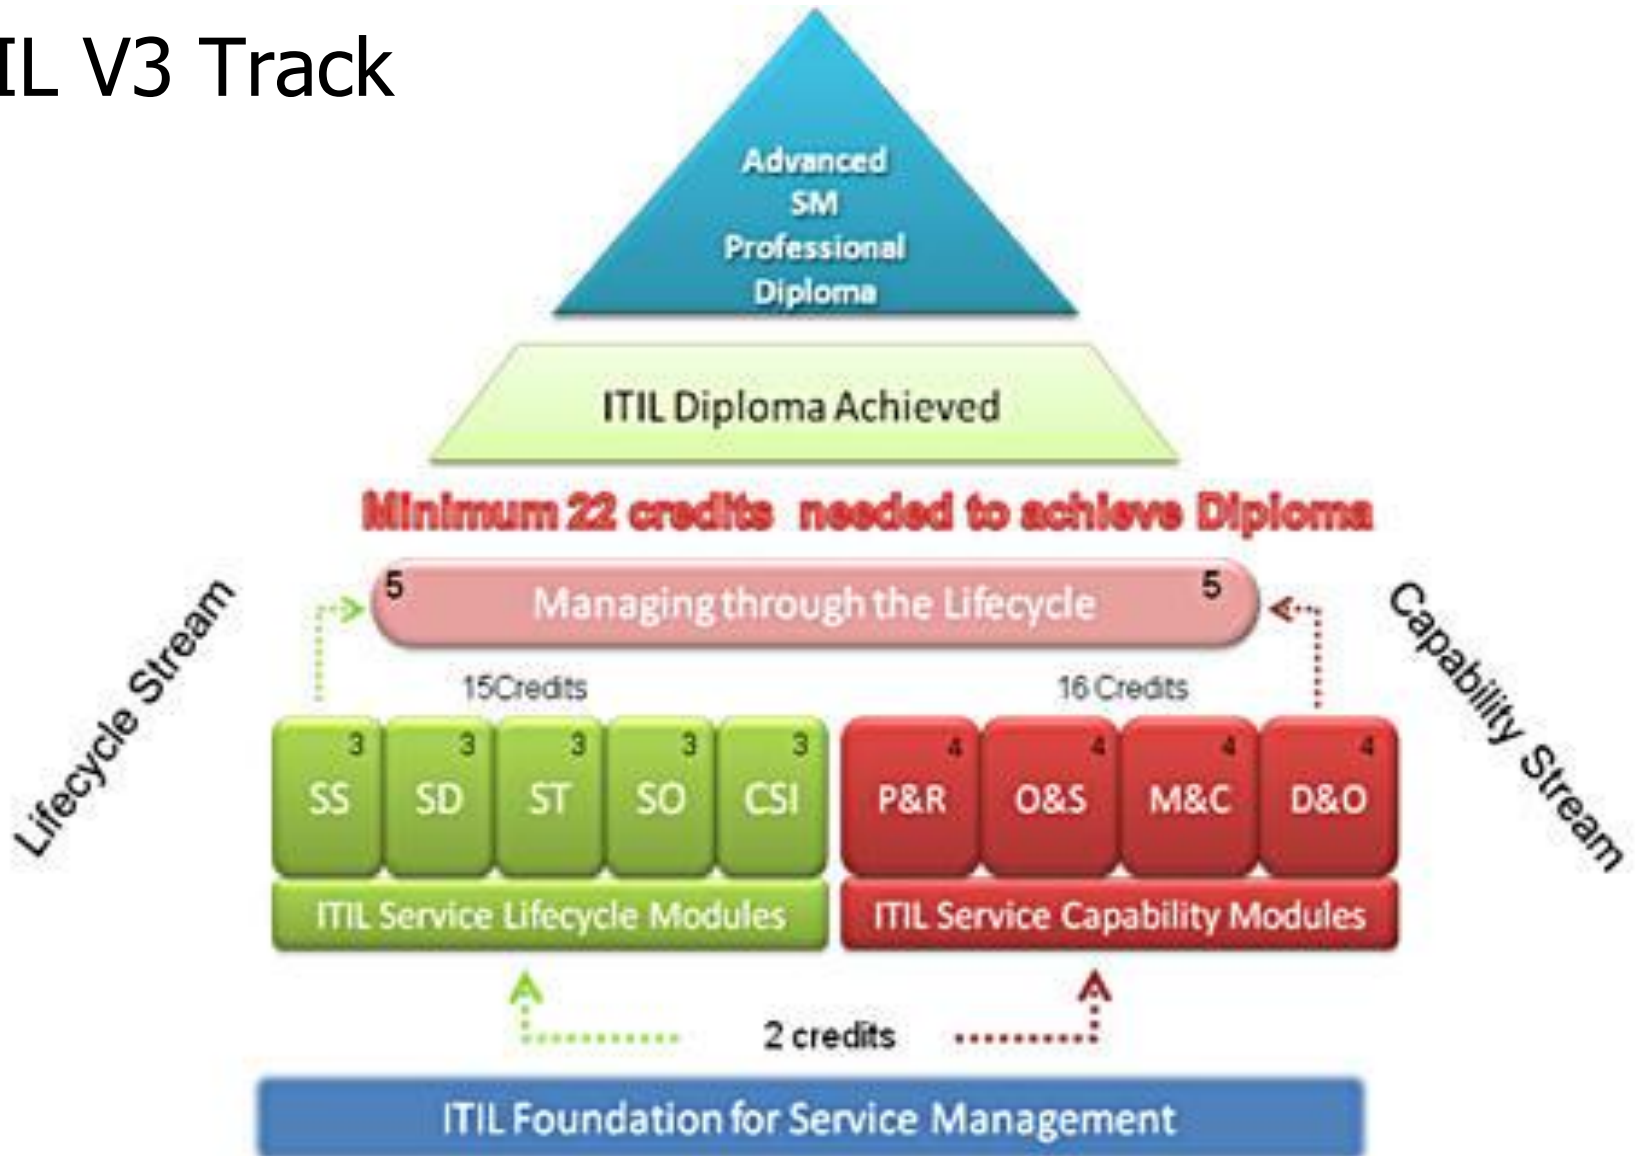 IL V3 Track
Advanced
SM
Professional
Diploma
ITIL Diploma Achieved
Minimum 22 credits needed to achieve Diploma
5 Managing through the Lifecycle 5
Lifecycle Stream
Capability Stream
15Credits
16 Credits
3 3 3 3 3 4 4 4 4
SS SD ST SO CSI P&R O&S M&C D&O
ITIL Service Lifecycle Modules
ITIL Service Capability Modules
2 credits
ITIL Foundation for Service Management